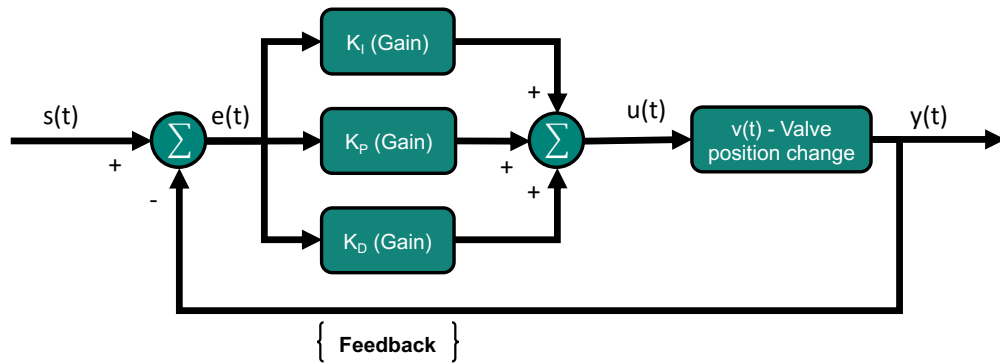 K_I (Gain)
+
s(t)
∑
e(t)
K_P (Gain)
∑
u(t)
v(t) - Valve
position change
y(t)
+
+
-
+
K_D (Gain)
{ Feedback }